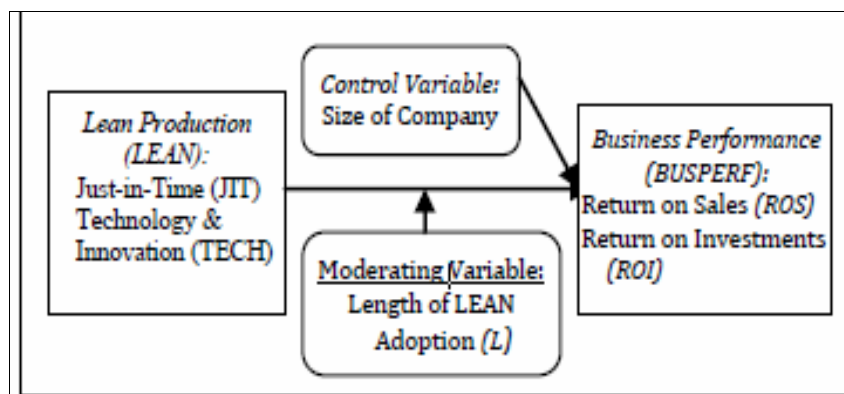 Lean Production
(LEAN):
Just-in-Time (JIT)
Technology &
Innovation (TECH)
Control Variable:
Size of Company
Moderating Variable:
Length of LEAN
Adoption (L)
Business Performance
(BUSPERF):
Return on Sales (ROS)
Return on Investments
(ROI)